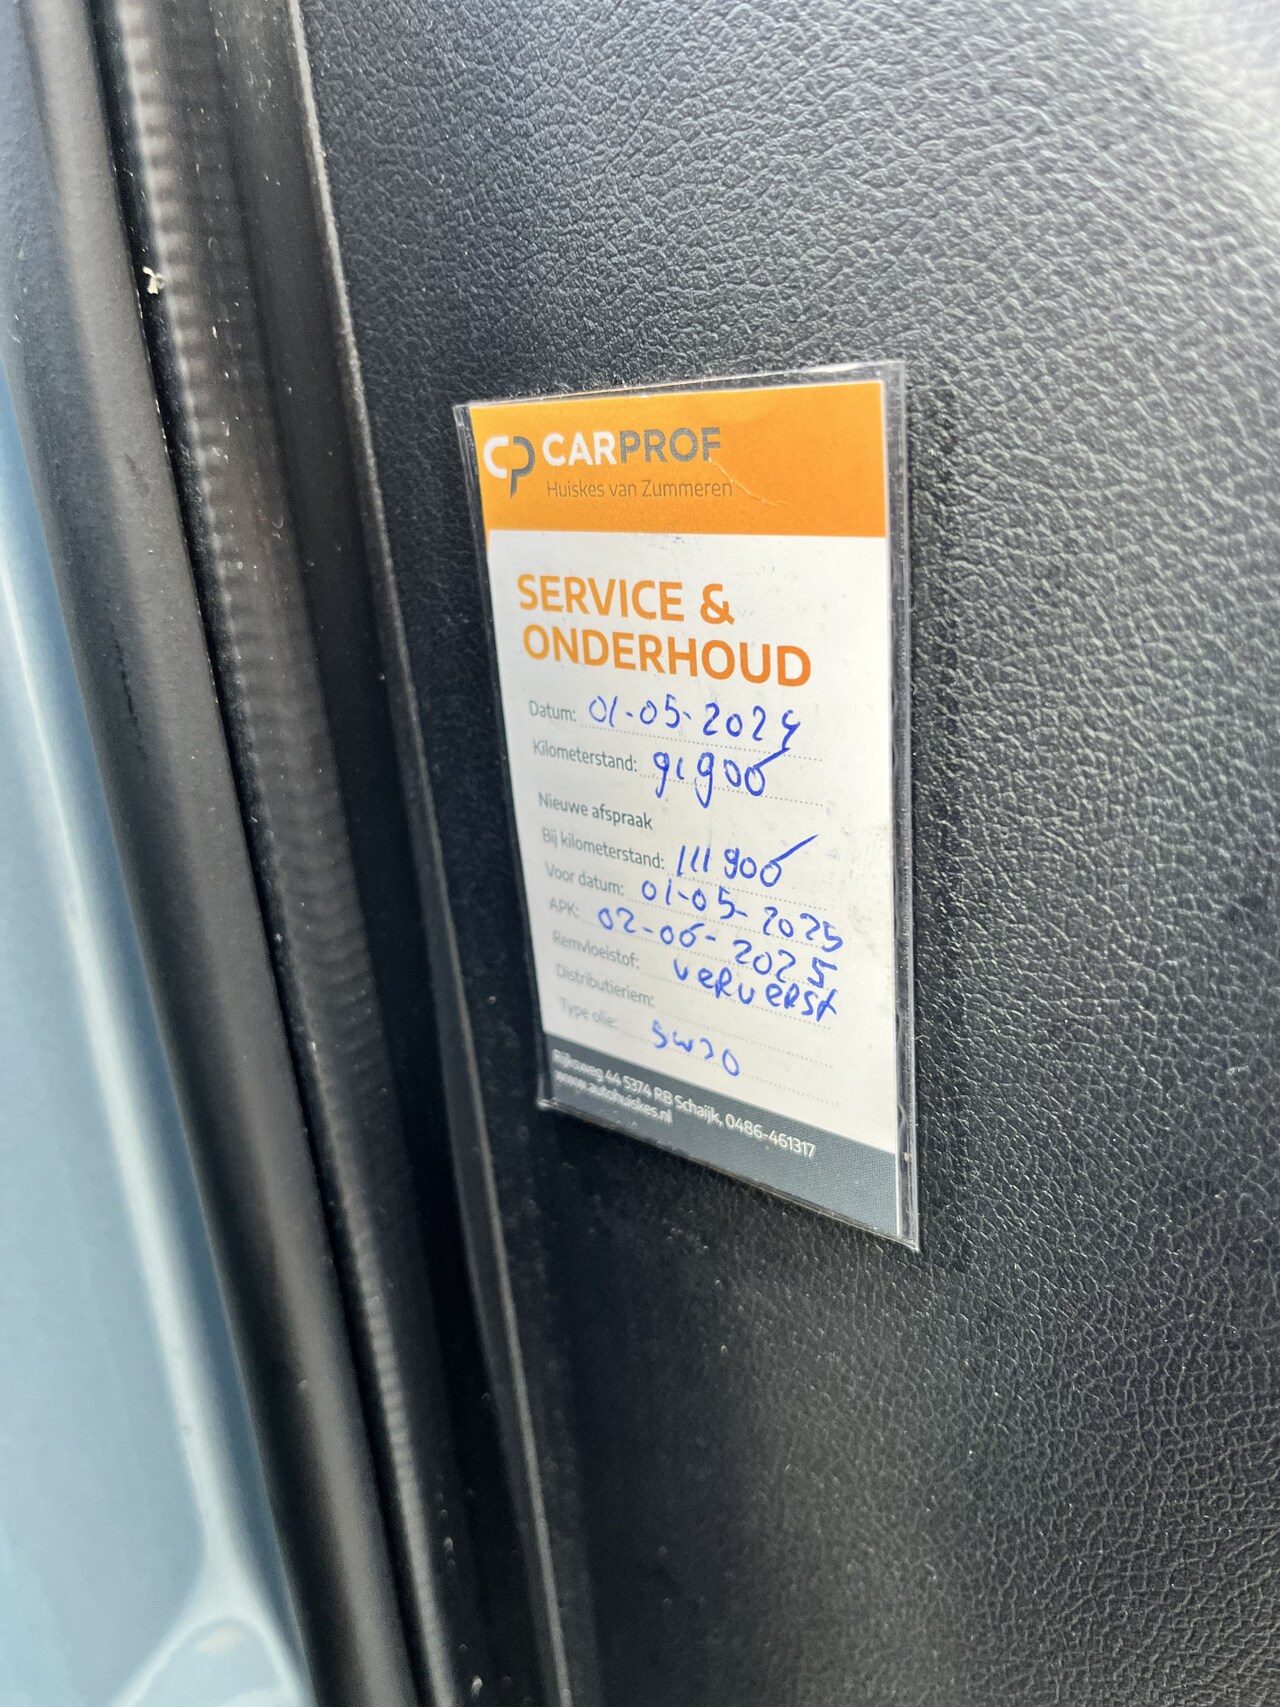 CP CARPROF
Huiskes van Zummeren
SERVICE &
ONDERHOUD
Datum: 01-05-2024
Kilometerstand: 91900
Nieuwe afspraak
Bij kilometerstand: 111900
Voor datum: 01-05-2025
APK: 02-06-2025
Remvloeistof: ververst
Distributieriem:
Type olie: 5w30
Rijksweg 44 5374 RB Schaijk, 0486-461317
www.autohuiskes.nl